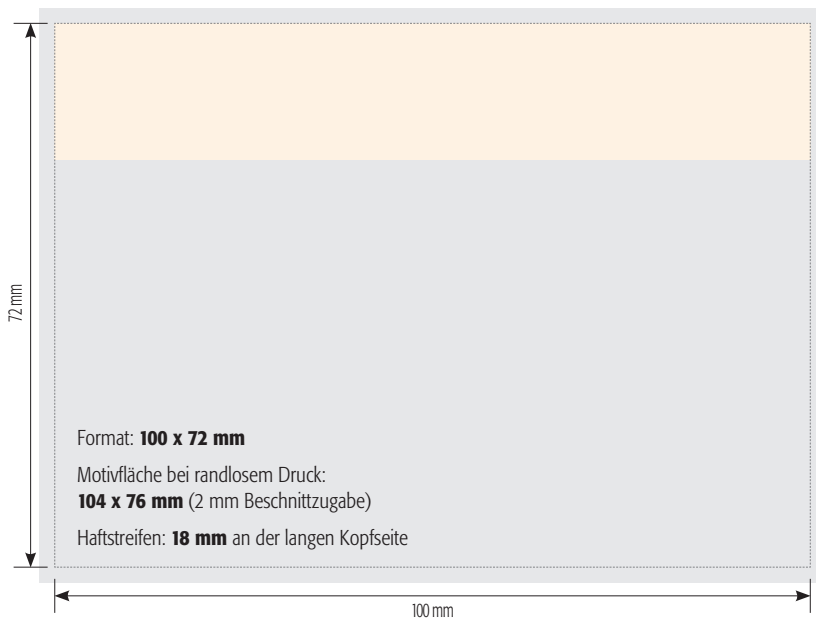 72 mm
Format: 100 x 72 mm
Motivfläche bei randlosem Druck:
104 x 76 mm (2 mm Beschnittzugabe)
Haftstreifen: 18 mm an der langen Kopfseite
100 mm